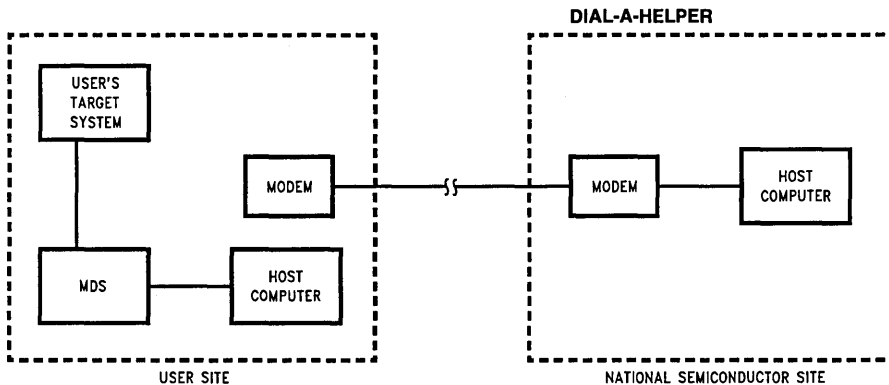 DIAL-A-HELPER
USER'S
TARGET
SYSTEM
MODEM
MDS
HOST
COMPUTER
USER SITE
MODEM
HOST
COMPUTER
NATIONAL SEMICONDUCTOR SITE